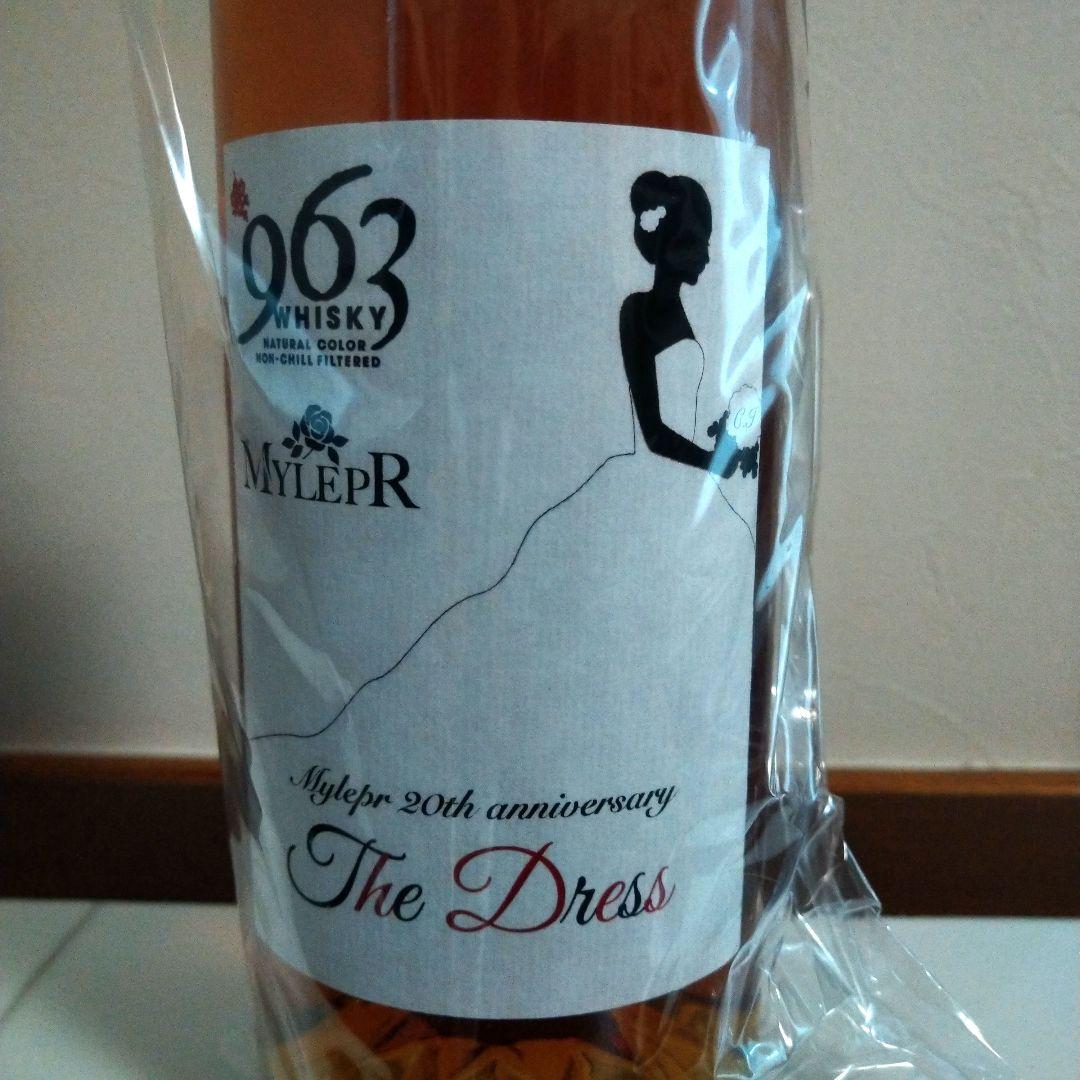 963
WHISKY
NATURAL COLOR
NON-CHILL FILTERED
MYLEPR
Mylepr 20th anniversary
The Dress